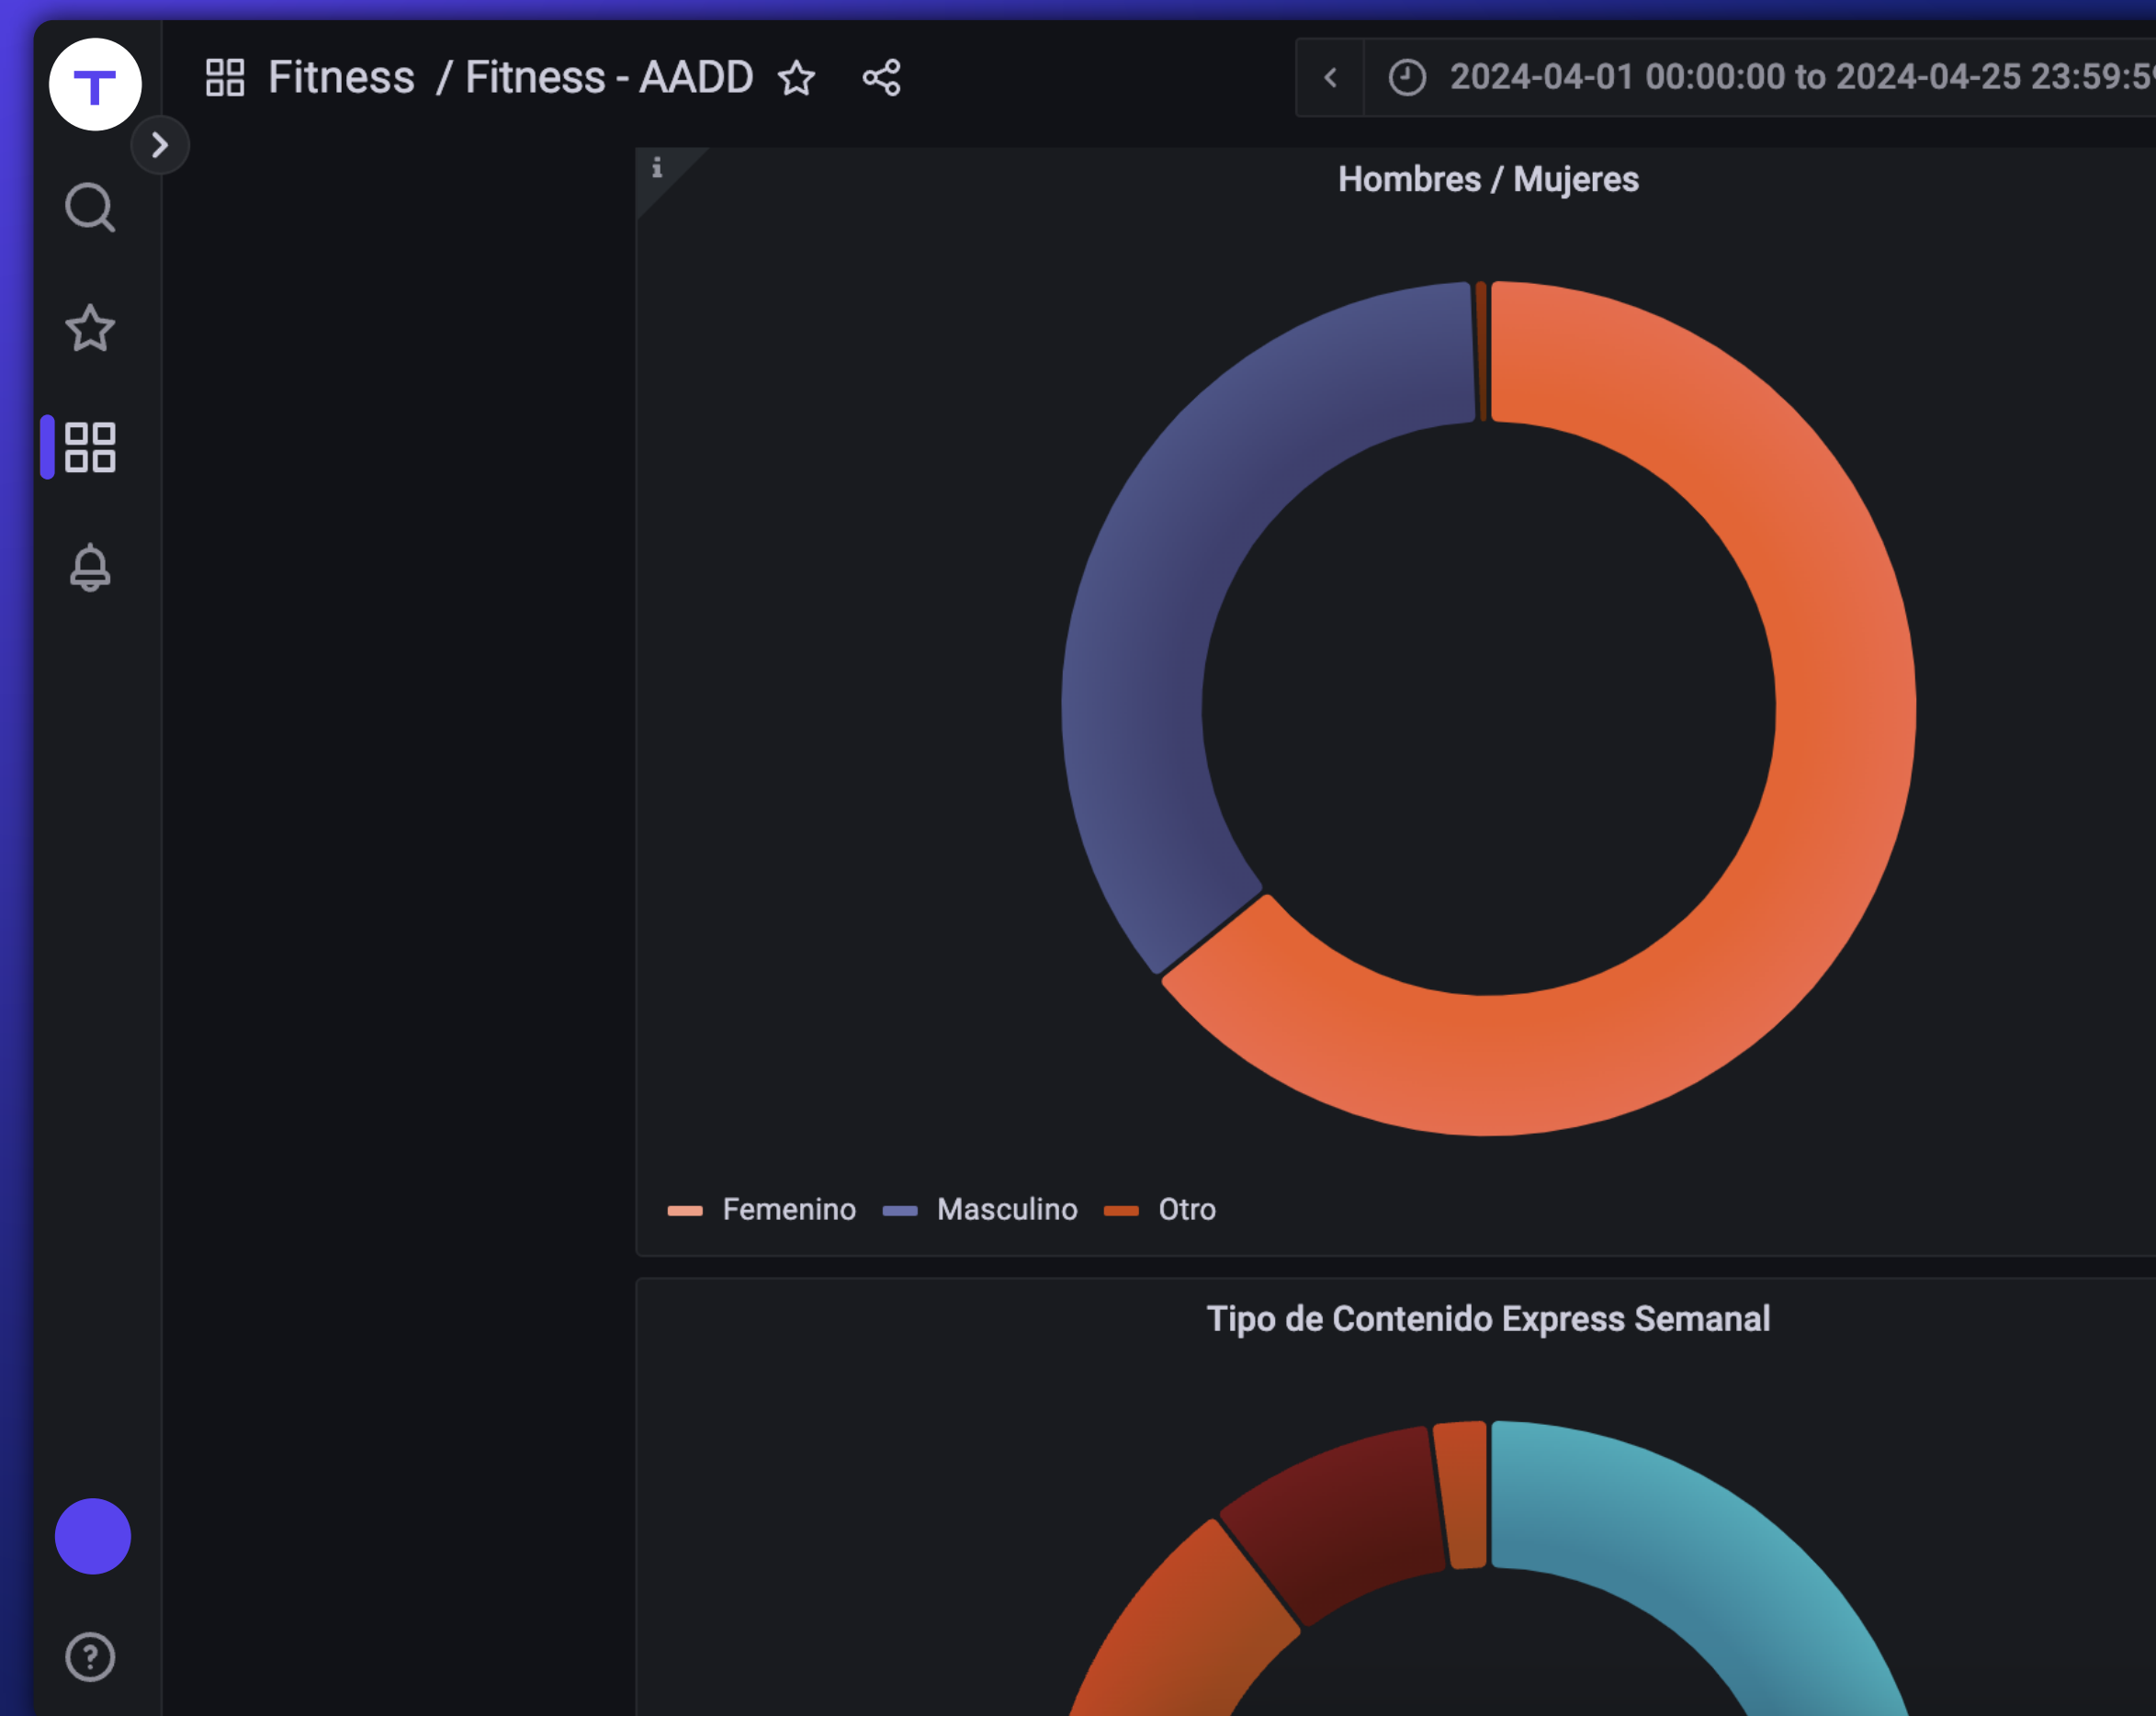 T
Fitness / Fitness - AADD
2024-04-01 00:00:00 to 2024-04-25 23:59:59
i
Hombres / Mujeres
Femenino Masculino Otro
Tipo de Contenido Express Semanal
?